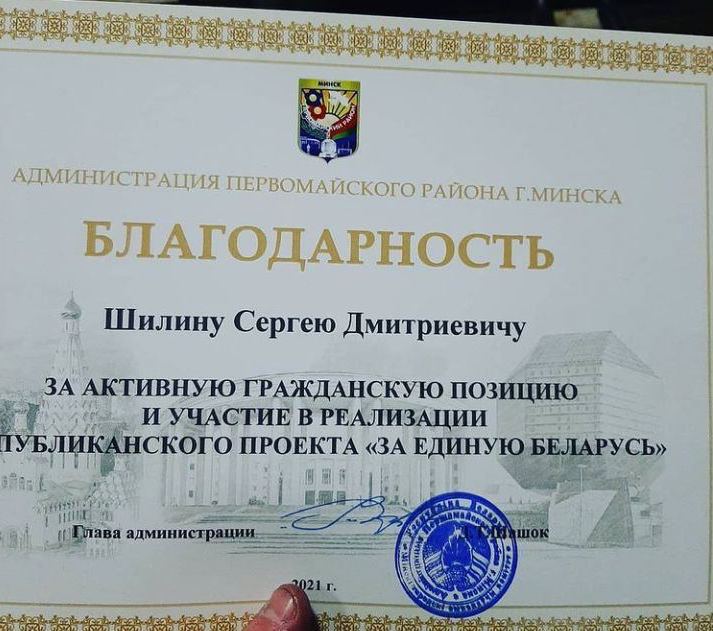 МИНСК
АДМИНИСТРАЦИЯ ПЕРВОМАЙСКОГО РАЙОНА Г.МИНСКА
БЛАГОДАРНОСТЬ
Шилину Сергею Дмитриевичу
ЗА АКТИВНУЮ ГРАЖДАНСКУЮ ПОЗИЦИЮ
И УЧАСТИЕ В РЕАЛИЗАЦИИ
ПУБЛИКАНСКОГО ПРОЕКТА «ЗА ЕДИНУЮ БЕЛАРУСЬ»
Глава администрации
2021 г.